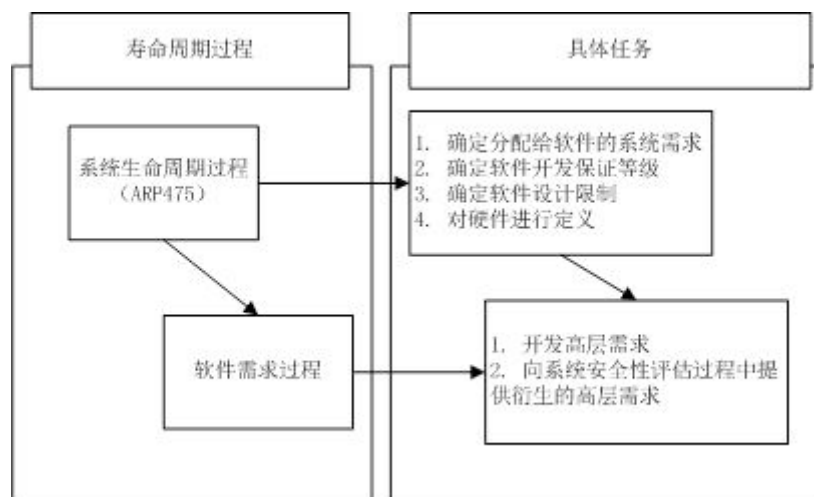 寿命周期过程
具体任务
系统生命周期过程
（ARP475）
1. 确定分配给软件的系统需求
2. 确定软件开发保证等级
3. 确定软件设计限制
4. 对硬件进行定义
软件需求过程
1. 开发高层需求
2. 向系统安全性评估过程中提
供衍生的高层需求